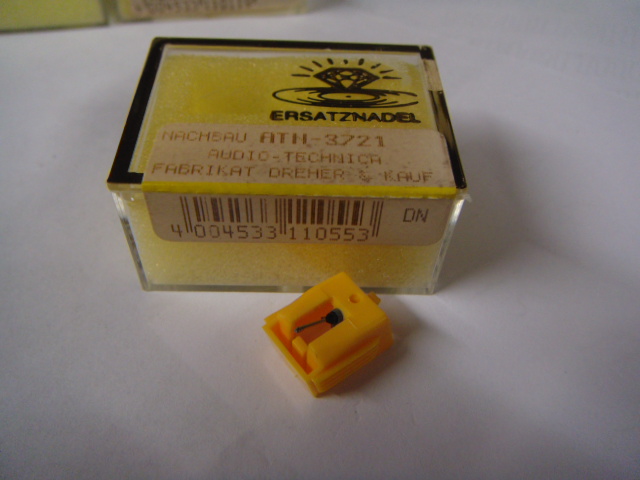 ERSATZNADEL
NACHBAU ATN-3721
AUDIO-TECHNICA
FABRIKAT DREHER & KAUF
DN
4 004533 110553